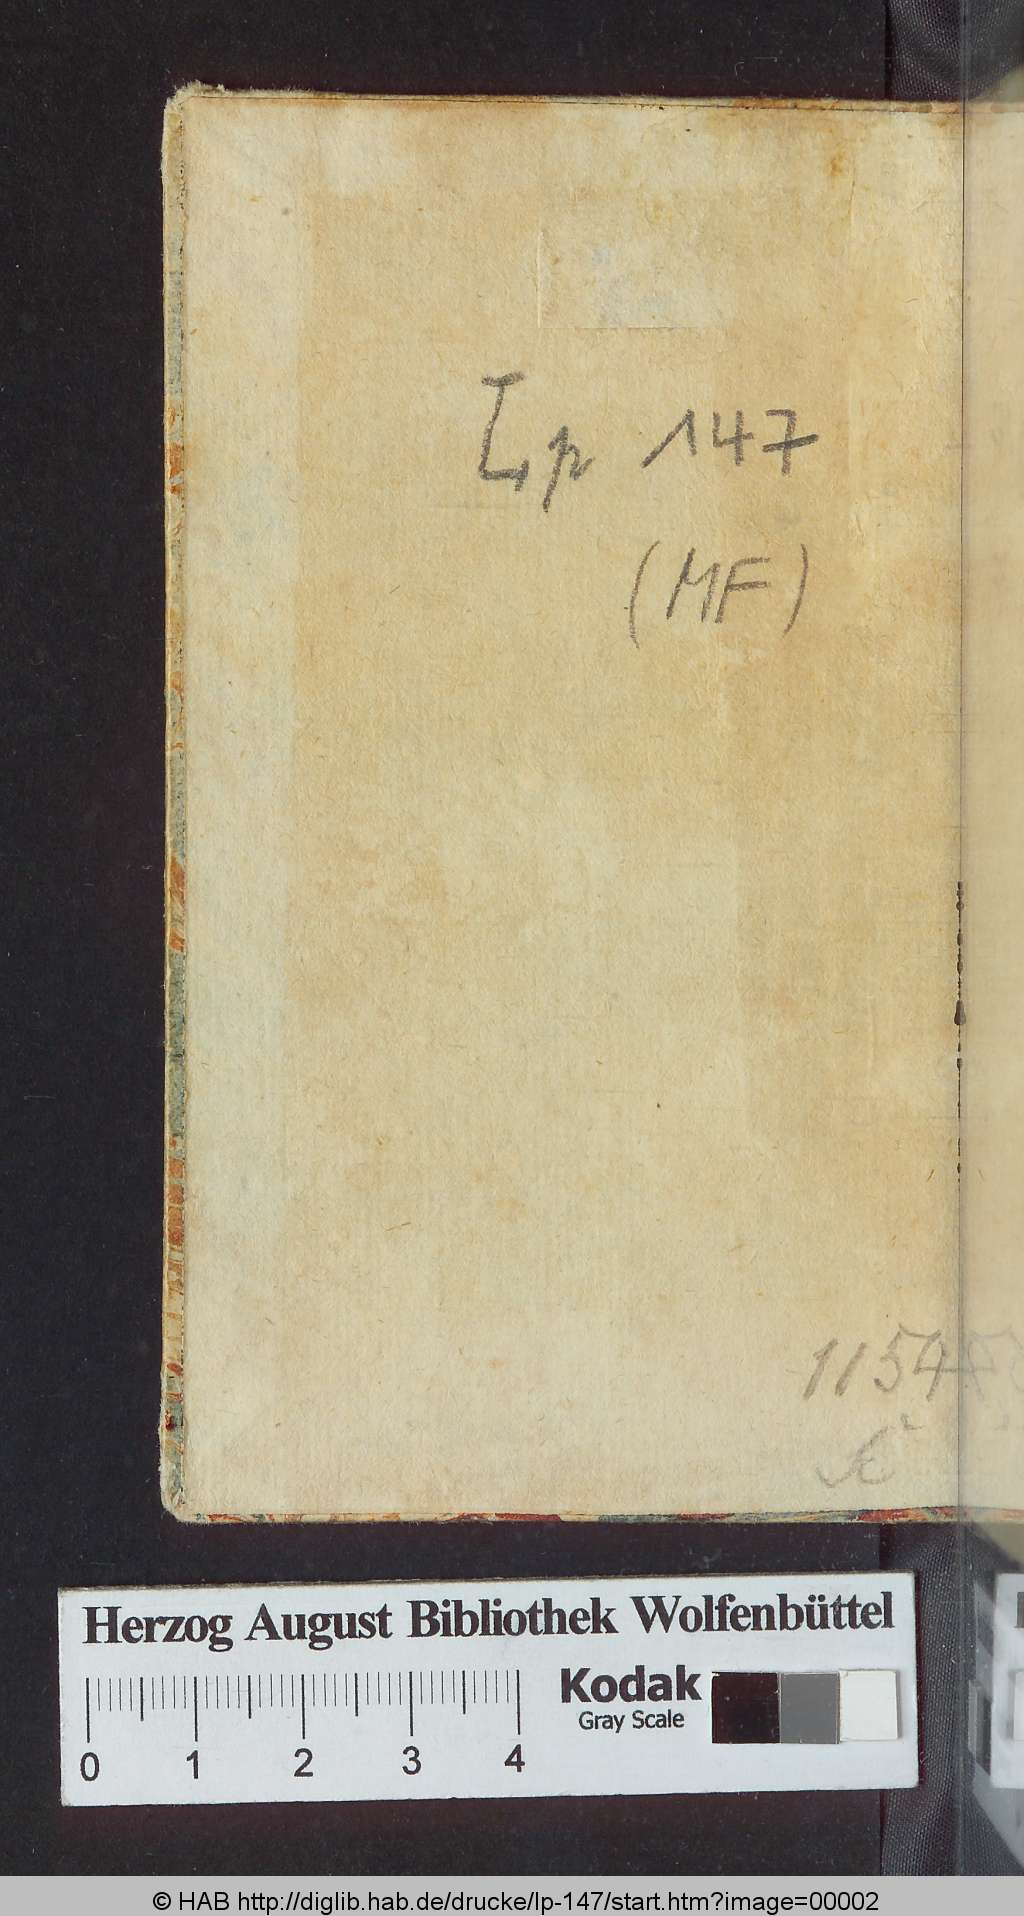 Lp 147
(MF)
1154
Herzog August Bibliothek Wolfenbüttel
Kodak
Gray Scale
0 1 2 3 4
© HAB http://diglib.hab.de/drucke/lp-147/start.htm?image=00002